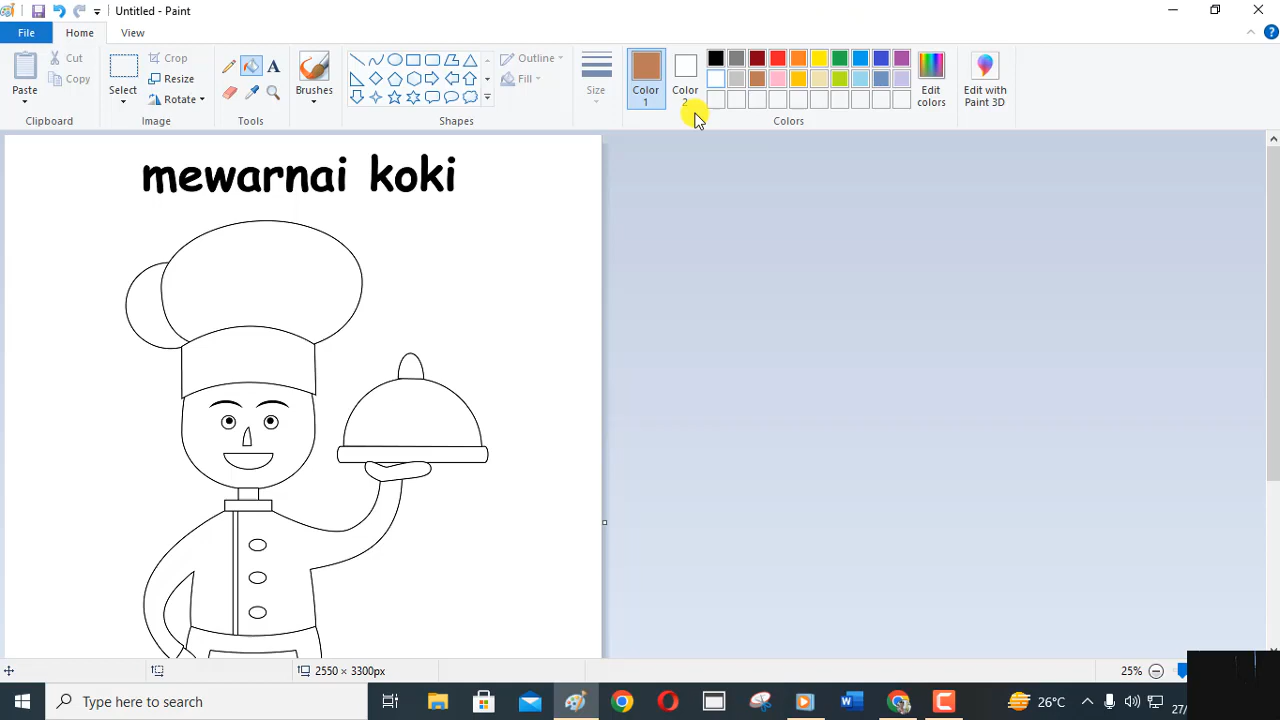 Untitled - Paint
File
Home
View
Paste
Cut
Copy
Clipboard
Select
Crop
Resize
Rotate
Image
A
Tools
Brushes
Outline
Fill
Shapes
Size
Color
1
Color
2
Edit
colors
Colors
Edit with
Paint 3D
mewarnai koki
2550 × 3300px
25%
Type here to search
26°C
27/